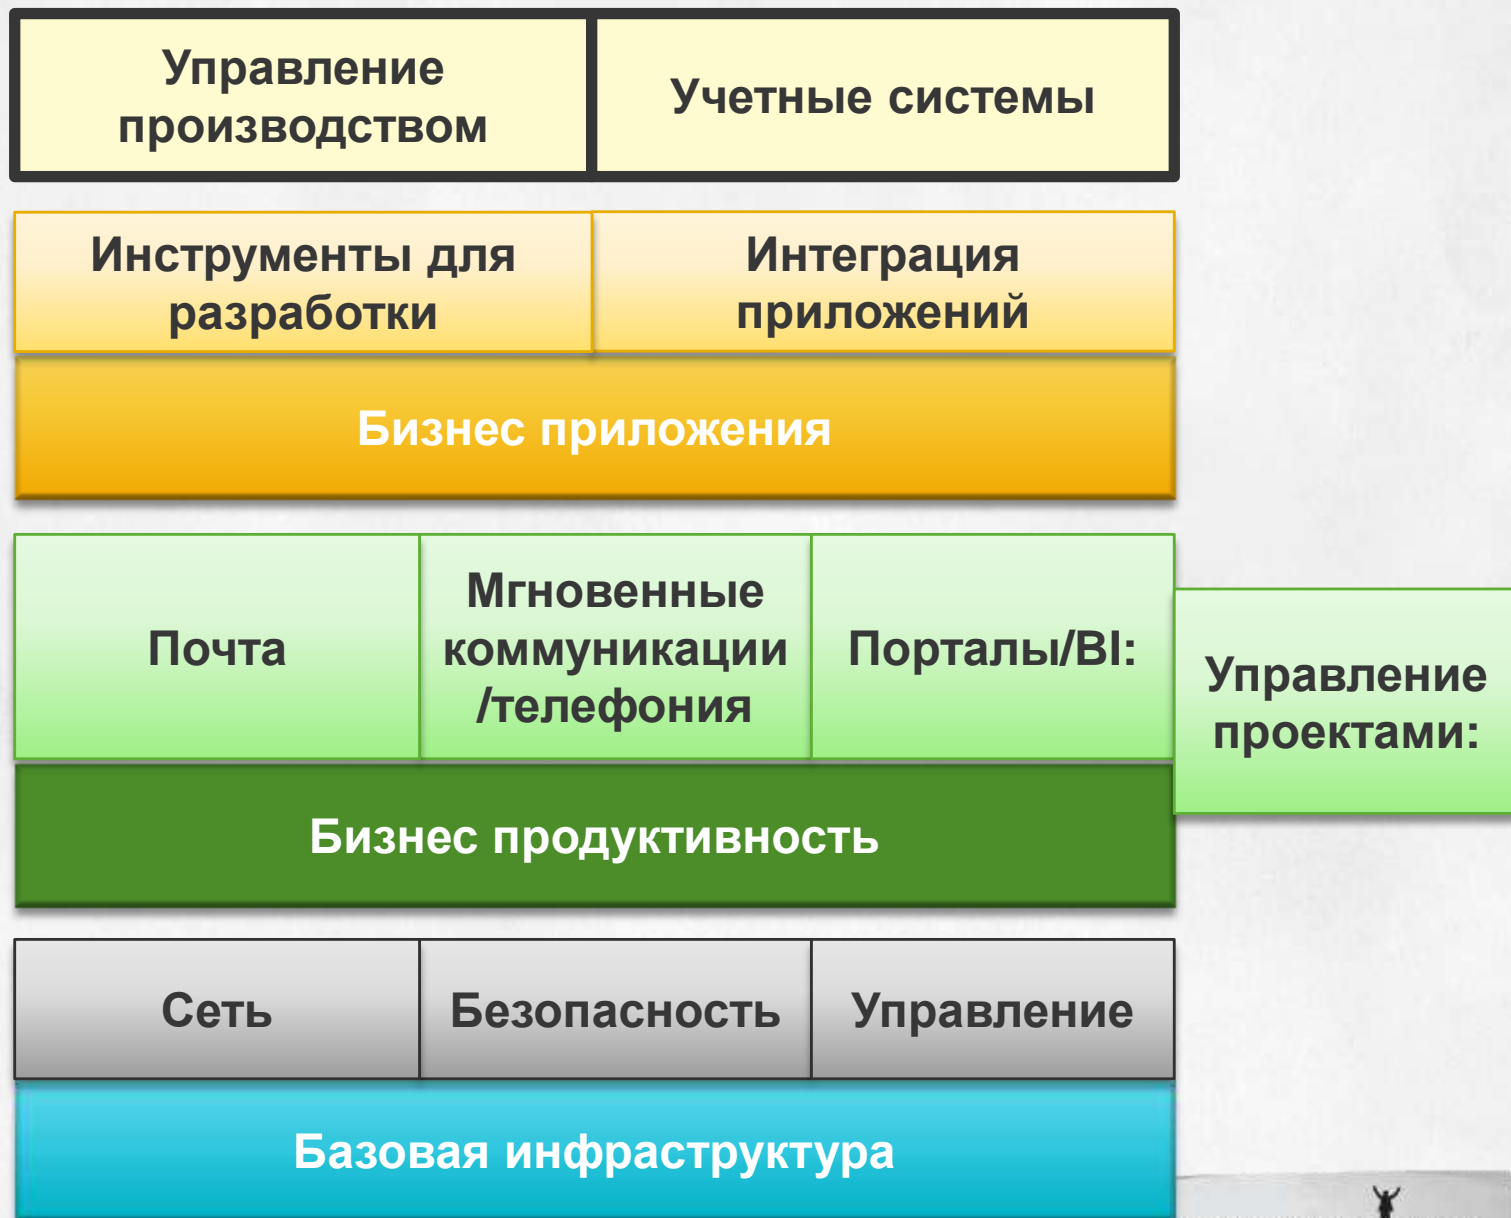 Управление
производством
Учетные системы
Инструменты для
разработки
Интеграция
приложений
Бизнес приложения
Почта
Мгновенные
коммуникации
/телефония
Порталы/BI:
Управление
проектами:
Бизнес продуктивность
Сеть
Безопасность
Управление
Базовая инфраструктура